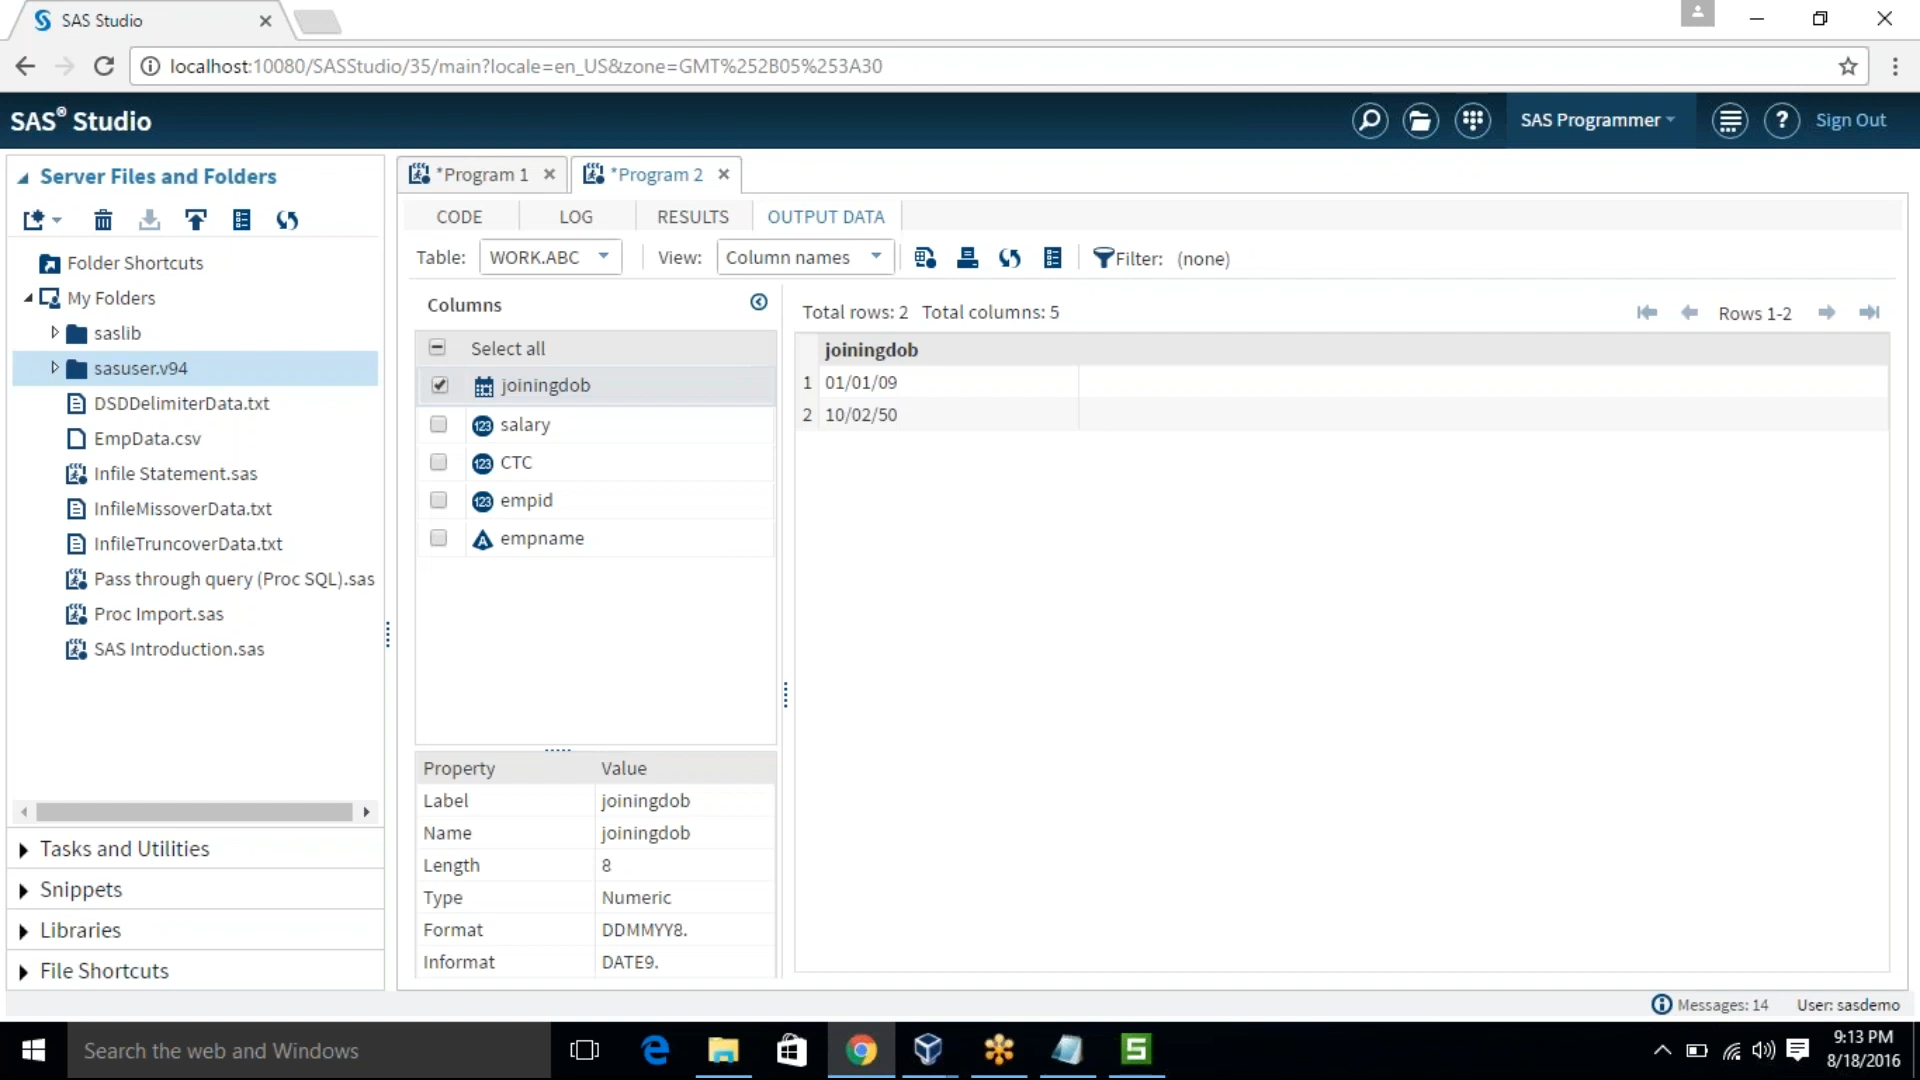 SAS Studio
localhost:10080/SASStudio/35/main?locale=en_US&zone=GMT%252B05%253A30
SAS® Studio
SAS Programmer
Sign Out
Server Files and Folders
Folder Shortcuts
My Folders
saslib
sasuser.v94
DSDDelimiterData.txt
EmpData.csv
Infile Statement.sas
InfileMissoverData.txt
InfileTruncoverData.txt
Pass through query (Proc SQL).sas
Proc Import.sas
SAS Introduction.sas
Tasks and Utilities
Snippets
Libraries
File Shortcuts
*Program 1
*Program 2
CODE
LOG
RESULTS
OUTPUT DATA
Table: WORK.ABC
View: Column names
Filter: (none)
Columns
Select all
joiningdob
123 salary
123 CTC
123 empid
A empname
Property Value
Label joiningdob
Name joiningdob
Length 8
Type Numeric
Format DDMMYY8.
Informat DATE9.
Total rows: 2 Total columns: 5
Rows 1-2
joiningdob
1 01/01/09
2 10/02/50
Messages: 14
User: sasdemo
Search the web and Windows
9:13 PM
8/18/2016